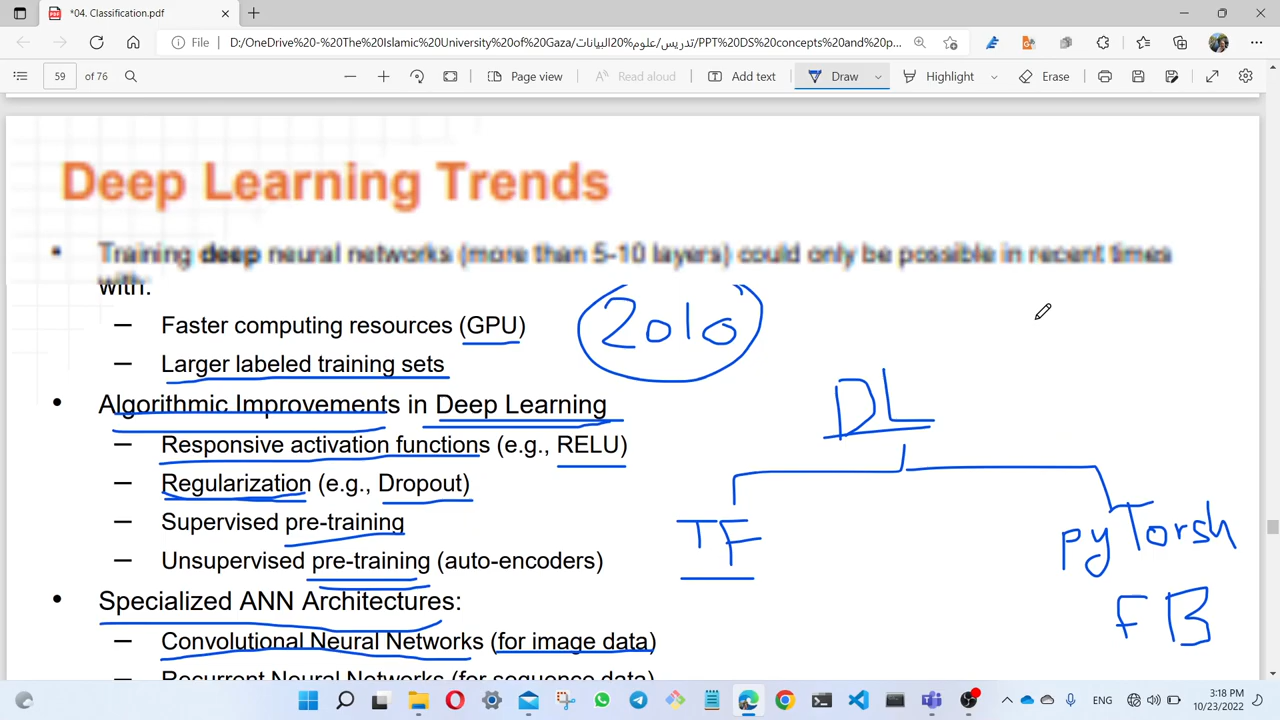 *04. Classification.pdf
File
D:/OneDrive%20-%20The%20Islamic%20University%20of%20Gaza/تدريس/علوم%20البيانات/PPT%20DS%20concepts%20and%20p...
59 of 76
Page view
Read aloud
Add text
Draw
Highlight
Erase
Deep Learning Trends
• Training deep neural networks (more than 5-10 layers) could only be possible in recent times
with:
– Faster computing resources (GPU)
2010
– Larger labeled training sets
• Algorithmic Improvements in Deep Learning
DL
– Responsive activation functions (e.g., RELU)
– Regularization (e.g., Dropout)
– Supervised pre-training
TF
pyTorsh
– Unsupervised pre-training (auto-encoders)
• Specialized ANN Architectures:
FB
– Convolutional Neural Networks (for image data)
– Recurrent Neural Networks (for sequence data)
ENG
3:18 PM
10/23/2022